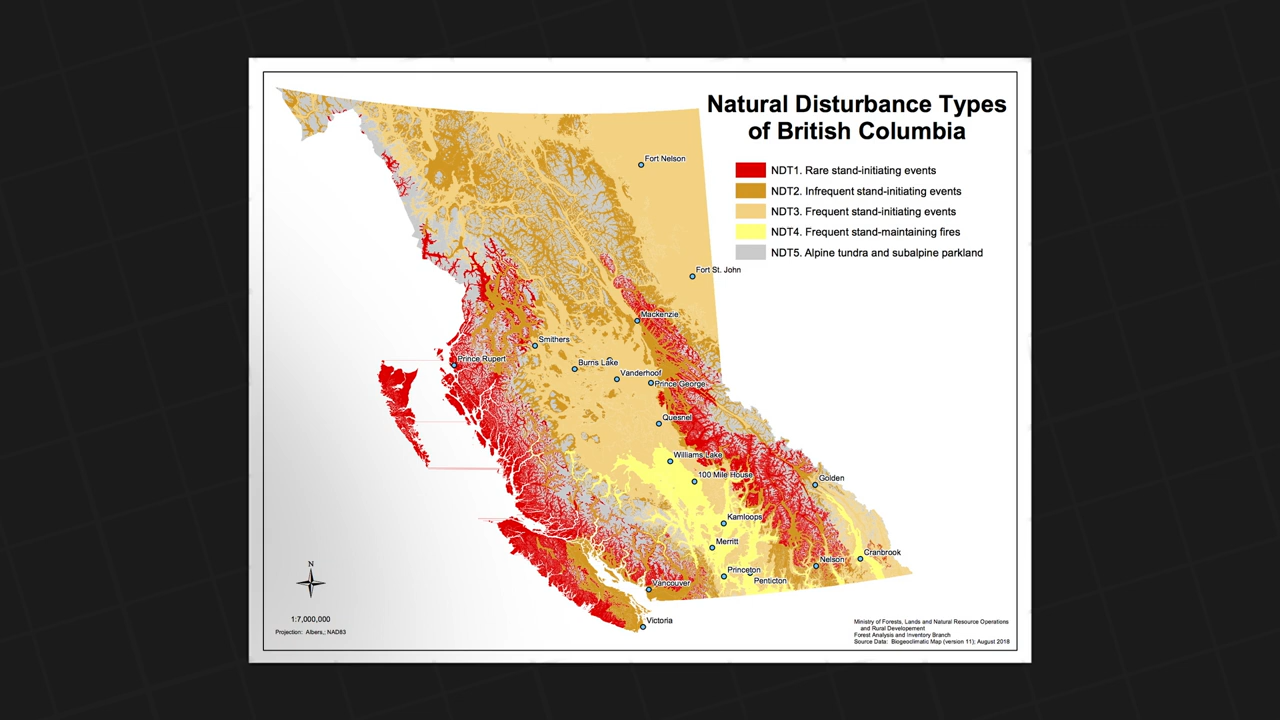 Natural Disturbance Types
of British Columbia
NDT1. Rare stand-initiating events
NDT2. Infrequent stand-initiating events
NDT3. Frequent stand-initiating events
NDT4. Frequent stand-maintaining fires
NDT5. Alpine tundra and subalpine parkland
Fort Nelson
Fort St. John
Mackenzie
Smithers
Prince Rupert
Burns Lake
Vanderhoof
Prince George
Quesnel
Williams Lake
100 Mile House
Golden
Kamloops
Merritt
Cranbrook
Nelson
Princeton
Penticton
Vancouver
Victoria
N
1:7,000,000
Projection: Albers,; NAD83
Ministry of Forests, Lands and Natural Resource Operations
and Rural Developement
Forest Analysis and Inventory Branch
Source Data: Biogeoclimatic Map (version 11); August 2018